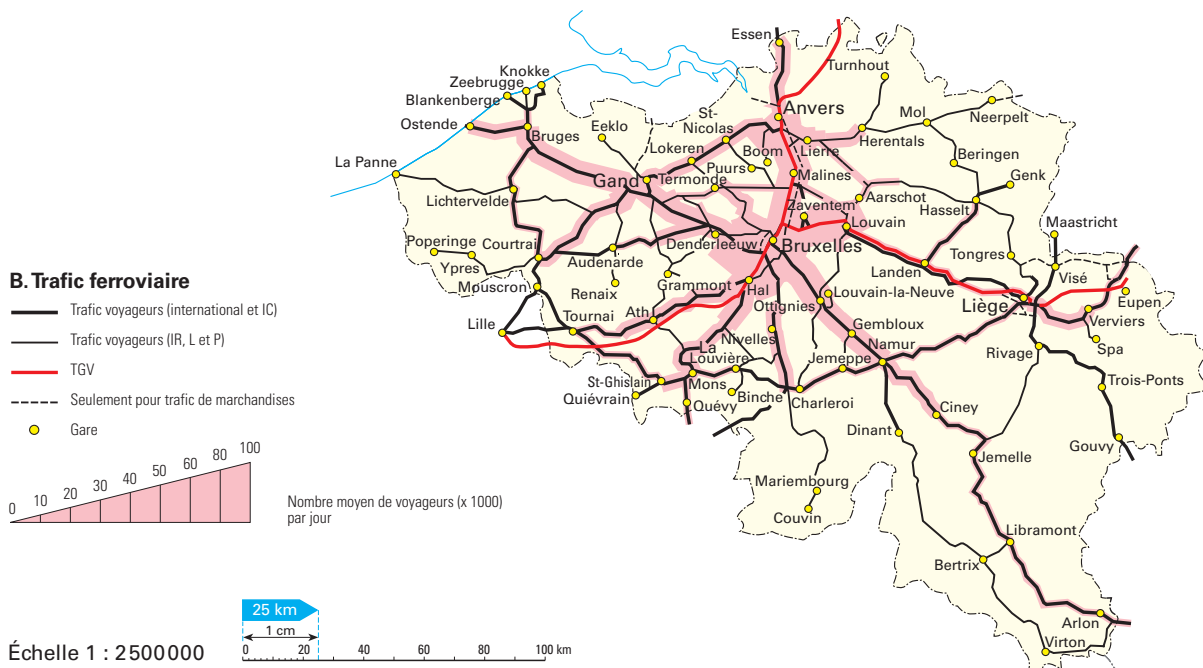 Essen
Turnhout
Knokke
Zeebrugge
Blankenberge
Anvers
Mol
Neerpelt
St-
Nicolas
Ostende
Bruges
Eeklo
Lokeren
Boom
Lierre
Herentals
La Panne
Puurs
Beringen
Gand
Termonde
Malines
Genk
Lichtervelde
Zaventem
Aarschot
Hasselt
Louvain
Maastricht
Poperinge
Courtrai
Denderleeuw
Bruxelles
Ypres
Audenarde
Landen
Tongres
Visé
Mouscron
Renaix
Grammont
Hal
Ottignies
Louvain-la-Neuve
Liège
Eupen
Lille
Tournai
Ath
Verviers
Nivelles
Gembloux
Spa
La
Louvière
Jemeppe
Namur
Rivage
St-Ghislain
Mons
Trois-Ponts
Quiévrain
Quévy
Binche
Charleroi
Ciney
Dinant
Gouvy
Jemelle
Mariembourg
Couvin
Libramont
Bertrix
Arlon
Virton
B. Trafic ferroviaire
Trafic voyageurs (international et IC)
Trafic voyageurs (IR, L et P)
TGV
Seulement pour trafic de marchandises
Gare
0 10 20 30 40 50 60 80 100
Nombre moyen de voyageurs (x 1000)
par jour
25 km
1 cm
Échelle 1 : 2500000
0 20 40 60 80 100 km